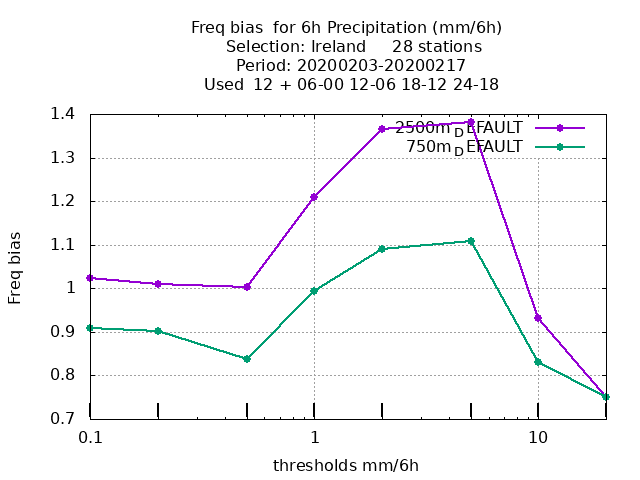 Freq bias  for 6h Precipitation (mm/6h)
Selection: Ireland     28 stations
Period: 20200203-20200217
Used  12 + 06-00 12-06 18-12 24-18
1.4
1.3
1.2
1.1
1
0.9
0.8
0.7
Freq bias
2500m_DEFAULT
750m_DEFAULT
0.1 1 10
thresholds mm/6h